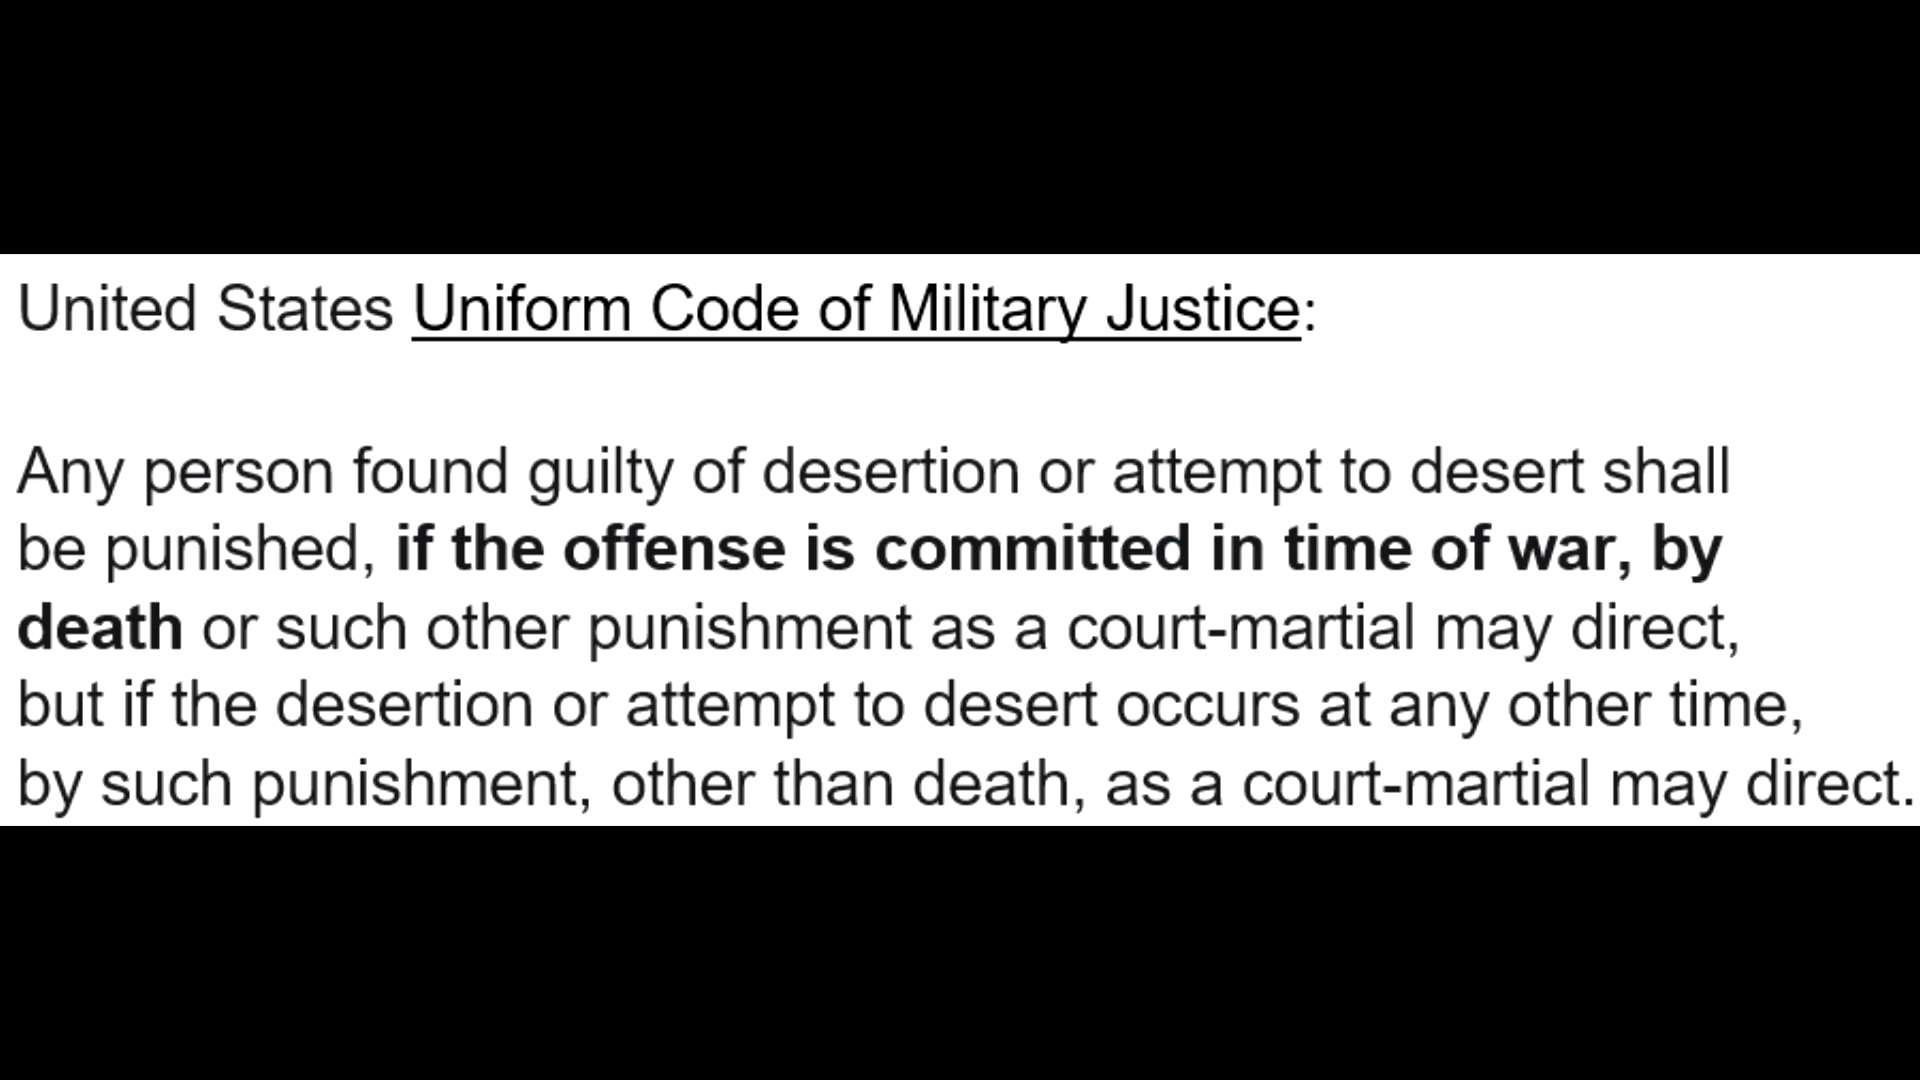 United States Uniform Code of Military Justice:
Any person found guilty of desertion or attempt to desert shall
be punished, if the offense is committed in time of war, by
death or such other punishment as a court-martial may direct,
but if the desertion or attempt to desert occurs at any other time,
by such punishment, other than death, as a court-martial may direct.